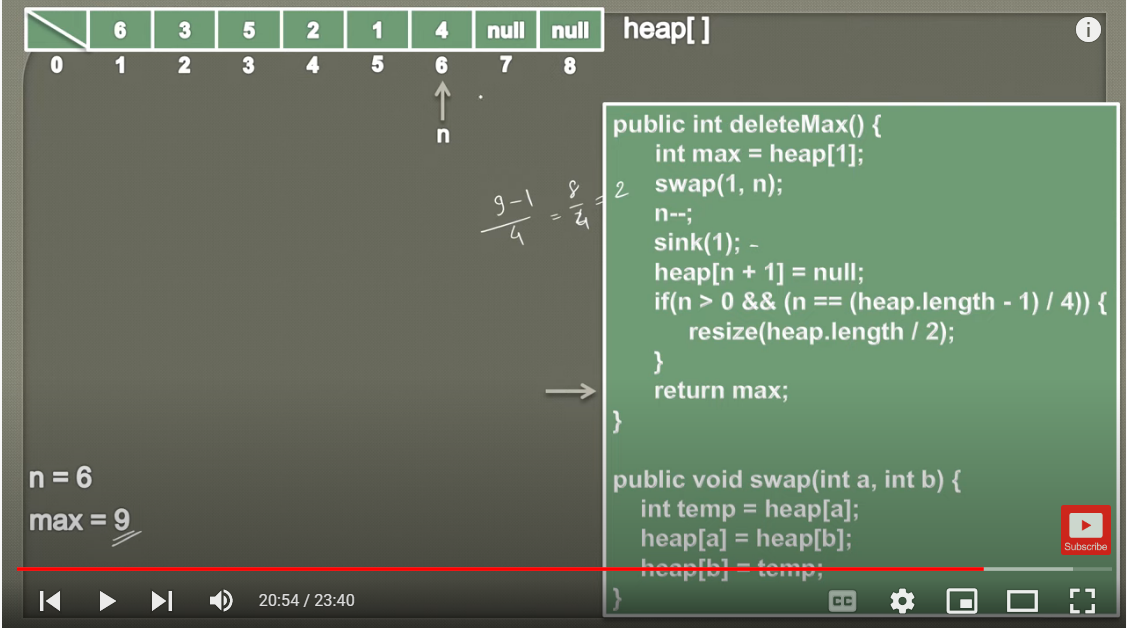 6 3 5 2 1 4 null null heap[ ]
0 1 2 3 4 5 6 7 8
n
public int deleteMax() {
int max = heap[1];
swap(1, n);
n--;
sink(1); -
heap[n + 1] = null;
if(n > 0 && (n == (heap.length - 1) / 4)) {
resize(heap.length / 2);
}
return max;
}
public void swap(int a, int b) {
int temp = heap[a];
heap[a] = heap[b];
heap[b] = temp;
}
9-1/4 = 8/4 = 2
n = 6
max = 9
Subscribe
20:54 / 23:40
CC
i